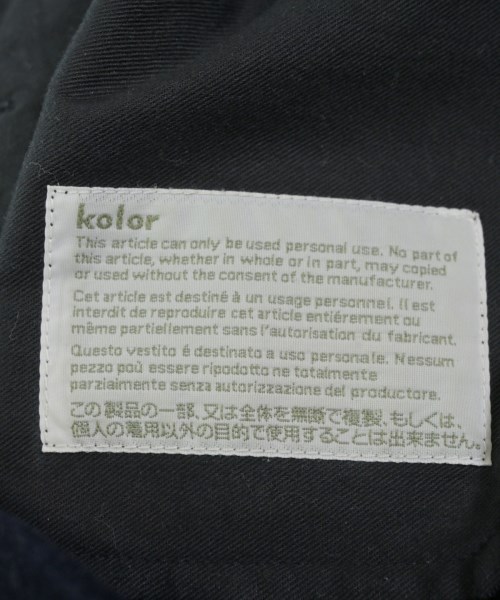 kolor
This article can only be used personal use. No part of
this article, whether in whole or in part, may copied
or used without the consent of the manufacturer.
Cet article est destiné à un usage personnel. Il est
interdit de reproduire cet article entiérement ou
même partiellement sans l'autorisation du fabricant.
Questo vestito é destinato a uso personale. Nessum
pezzo poù essere ripodotto ne totalmente
parzialmente senza autorizzazione del productore.
この製品の一部、又は全体を無断で複製、もしくは、
個人の着用以外の目的で使用することは出来ません。